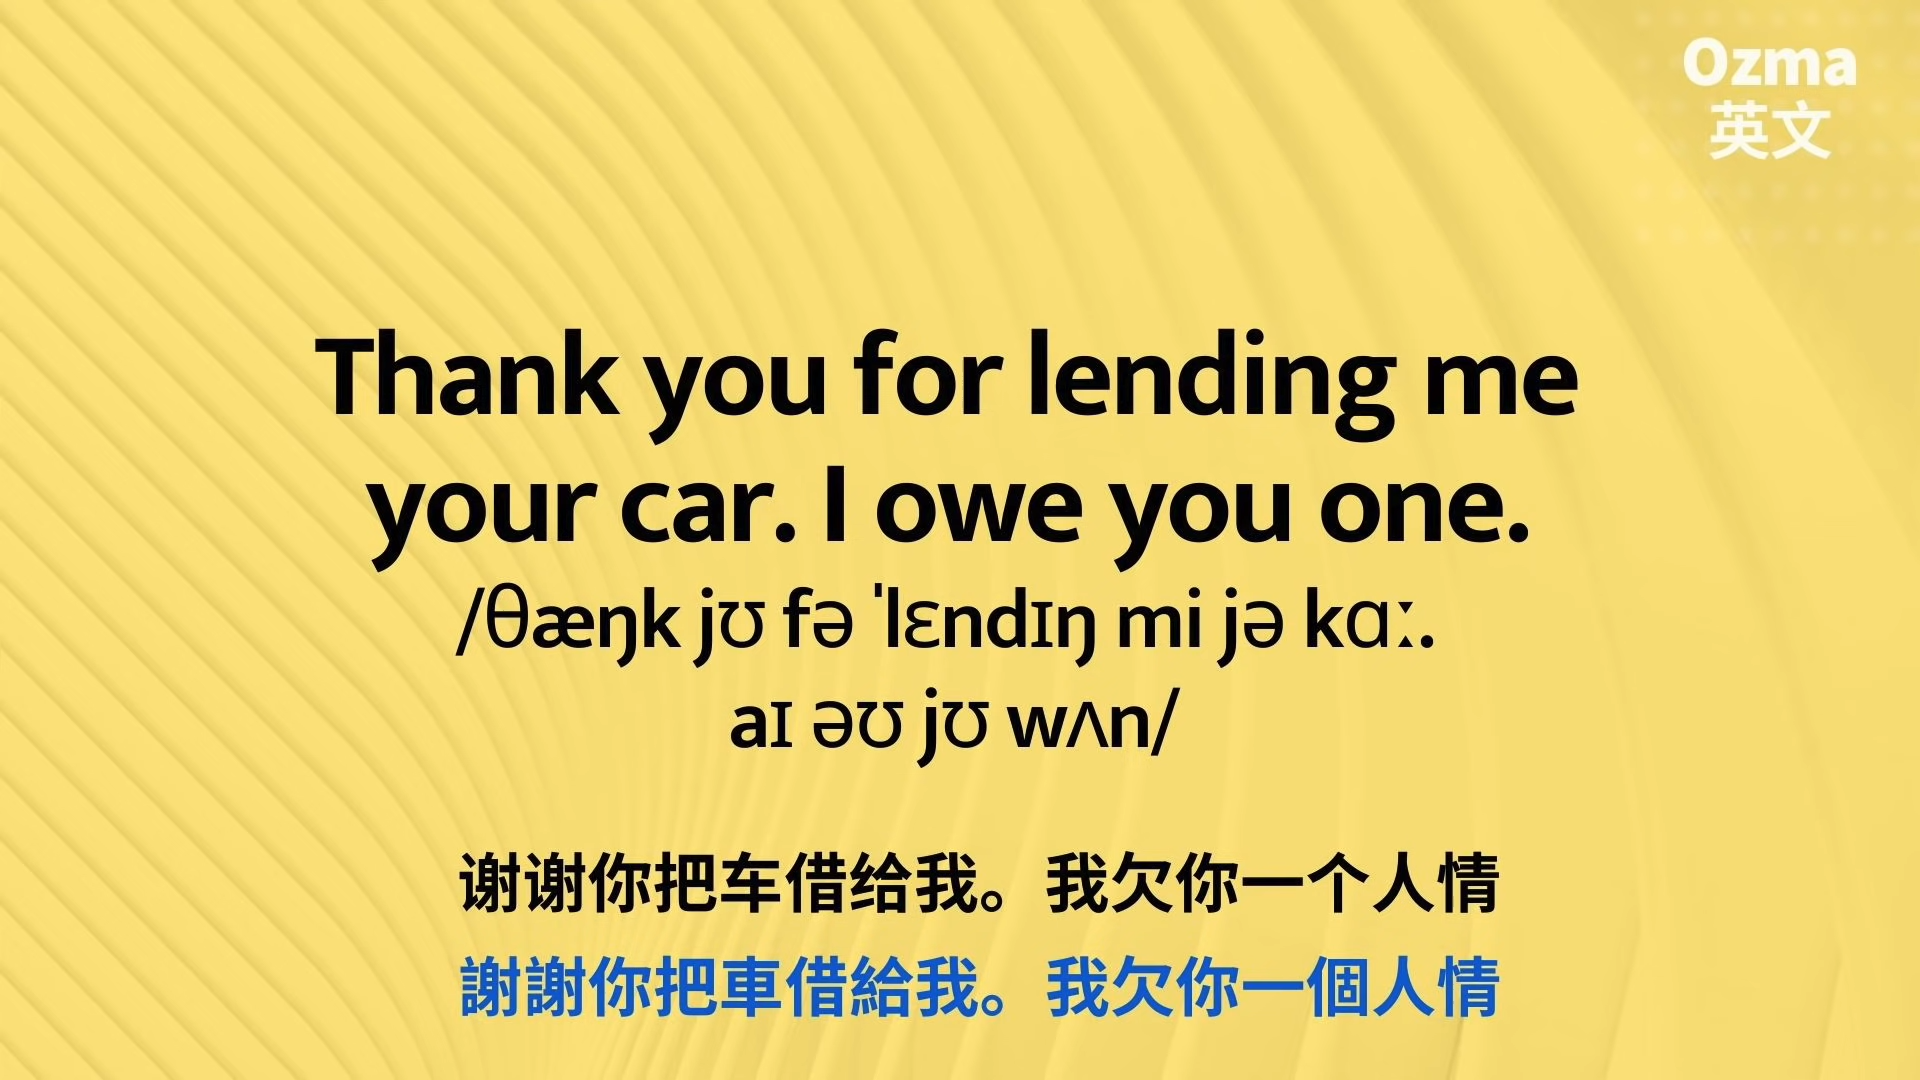 Ozma
英文
Thank you for lending me
your car. I owe you one.
/θæŋk jʊ fə ˈlɛndɪŋ mi jə kɑː.
aɪ əʊ jʊ wʌn/
谢谢你把车借给我。我欠你一个人情
謝謝你把車借給我。我欠你一個人情